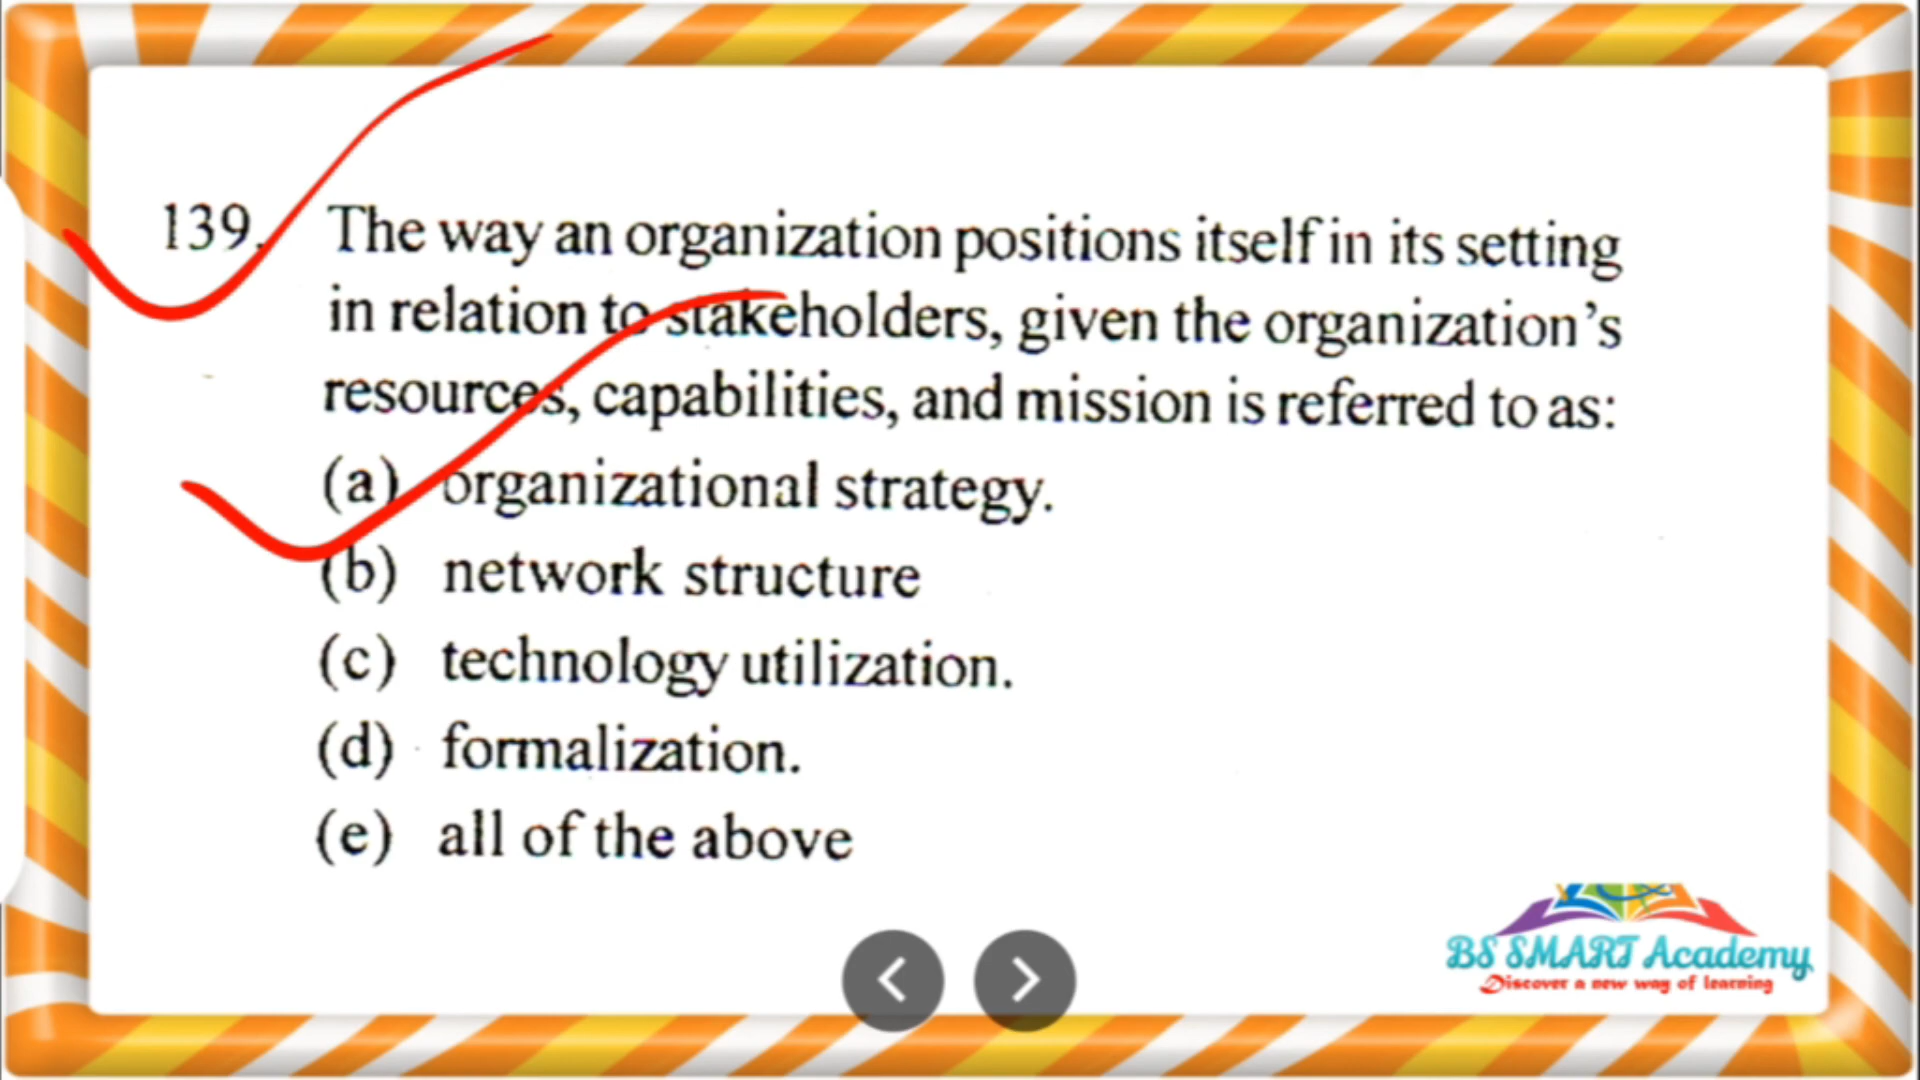 139. The way an organization positions itself in its setting
in relation to stakeholders, given the organization's
resources, capabilities, and mission is referred to as:
(a) organizational strategy.
(b) network structure
(c) technology utilization.
(d) formalization.
(e) all of the above
BS SMART Academy
Discover a new way of learning